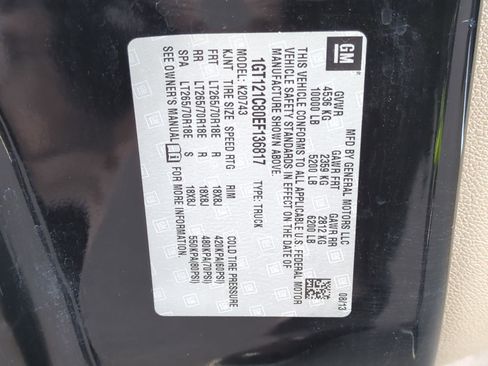 GM
MFD BY GENERAL MOTORS LLC
08/13
GVWR GAWR FRT GAWR RR
4536 KG 2359 KG 2812 KG
10000 LB 5200 LB 6200 LB
THIS VEHICLE CONFORMS TO ALL APPLICABLE U.S. FEDERAL MOTOR
VEHICLE SAFETY STANDARDS IN EFFECT ON THE DATE OF
MANUFACTURE SHOWN ABOVE.
1GT121C80EF136817 TYPE: TRUCK
MODEL: K20743
KJNT TIRE SIZE SPEED RTG RIM COLD TIRE PRESSURE
FRT LT265/70R18E R 18X8J 420KPA(60PSI)
RR LT265/70R18E R 18X8J 480KPA(70PSI)
SPA LT265/70R18E S 18X8J 550KPA(80PSI)
SEE OWNER'S MANUAL FOR MORE INFORMATION.